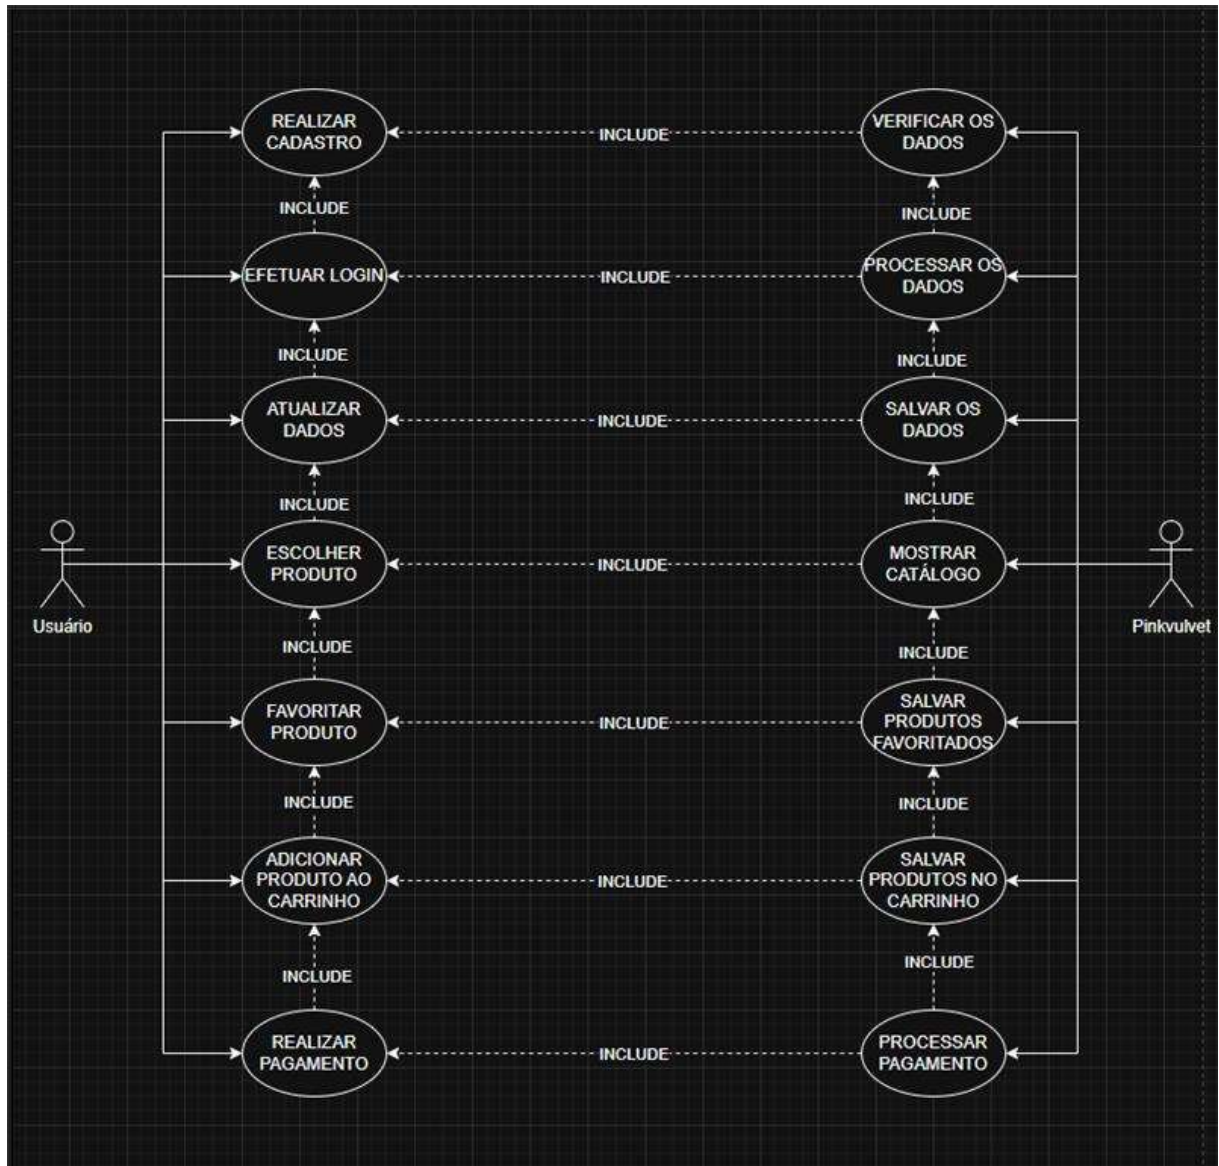 REALIZAR
CADASTRO
INCLUDE
VERIFICAR OS
DADOS
INCLUDE
INCLUDE
EFETUAR LOGIN
INCLUDE
PROCESSAR OS
DADOS
INCLUDE
INCLUDE
ATUALIZAR
DADOS
INCLUDE
SALVAR OS
DADOS
INCLUDE
INCLUDE
Usuário
ESCOLHER
PRODUTO
INCLUDE
MOSTRAR
CATÁLOGO
Pinkvulvet
INCLUDE
INCLUDE
FAVORITAR
PRODUTO
INCLUDE
SALVAR
PRODUTOS
FAVORITADOS
INCLUDE
INCLUDE
ADICIONAR
PRODUTO AO
CARRINHO
INCLUDE
SALVAR
PRODUTOS NO
CARRINHO
INCLUDE
INCLUDE
REALIZAR
PAGAMENTO
INCLUDE
PROCESSAR
PAGAMENTO